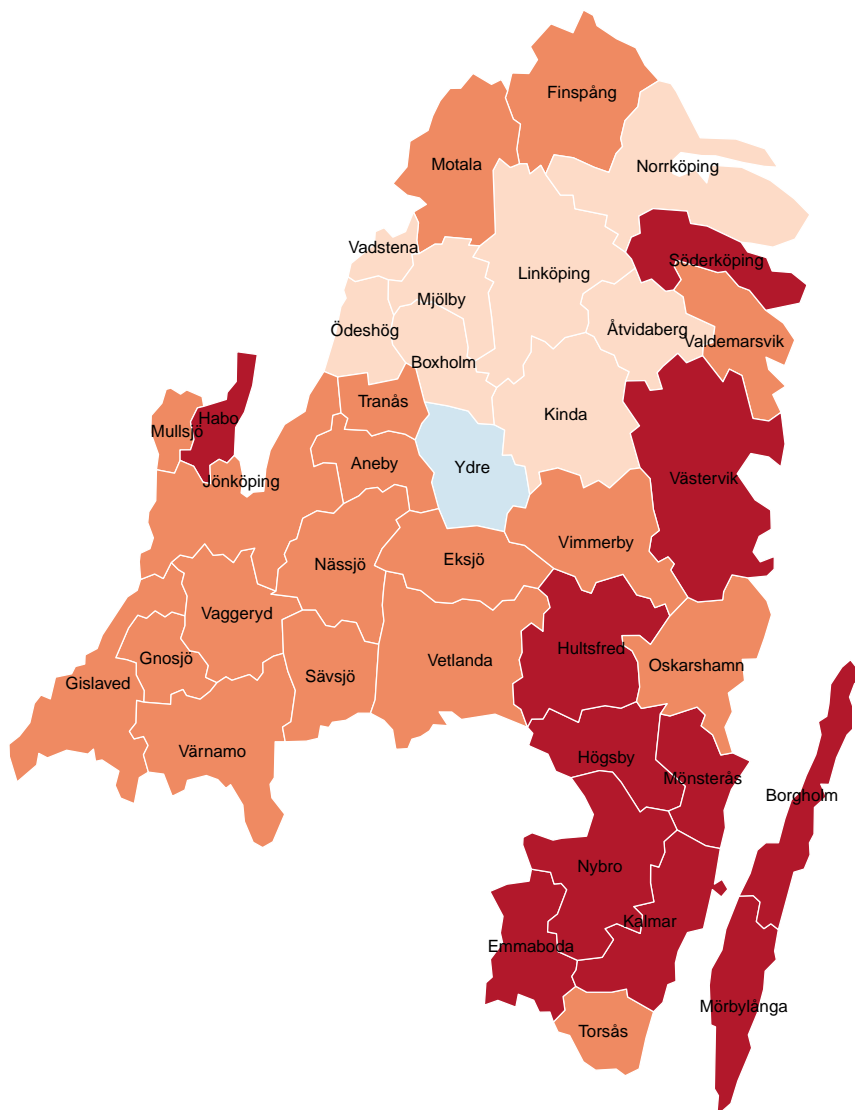 Finspång
Motala
Norrköping
Vadstena
Söderköping
Linköping
Mjölby
Ödeshög
Åtvidaberg
Valdemarsvik
Boxholm
Tranås
Kinda
Habo
Mullsjö
Aneby
Ydre
Jönköping
Västervik
Vimmerby
Eksjö
Nässjö
Vaggeryd
Hultsfred
Gnosjö
Vetlanda
Oskarshamn
Sävsjö
Gislaved
Värnamo
Högsby
Mönsterås
Borgholm
Nybro
Kalmar
Emmaboda
Mörbylånga
Torsås